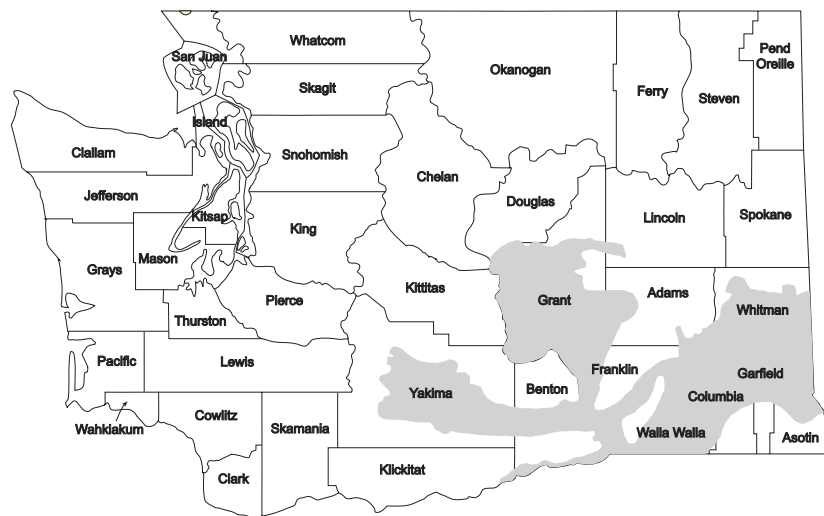 Whatcom
San Juan
Skagit
Island
Snohomish
Clallam
Jefferson
Kitsap
King
Mason
Grays
Pierce
Thurston
Pacific
Lewis
Wahkiakum
Cowlitz
Skamania
Clark
Okanogan
Ferry
Steven
Pend
Oreille
Chelan
Douglas
Lincoln
Spokane
Kittitas
Grant
Adams
Whitman
Yakima
Benton
Franklin
Garfield
Columbia
Walla Walla
Asotin
Klickitat